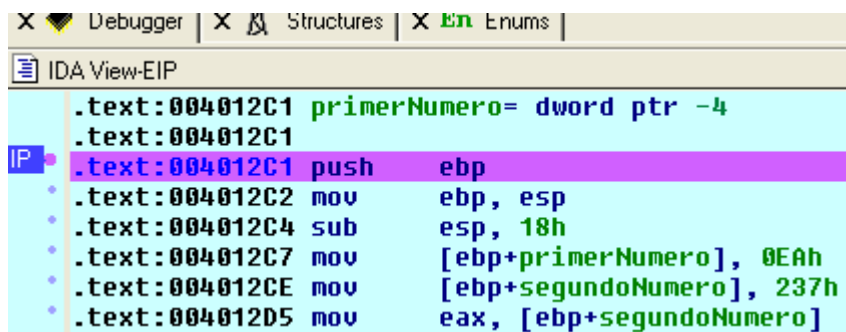 X Debugger | X Structures | X En Enums |
IDA View-EIP
.text:004012C1 primerNumero= dword ptr -4
.text:004012C1
IP .text:004012C1 push ebp
.text:004012C2 mov ebp, esp
.text:004012C4 sub esp, 18h
.text:004012C7 mov [ebp+primerNumero], 0EAh
.text:004012CE mov [ebp+segundoNumero], 237h
.text:004012D5 mov eax, [ebp+segundoNumero]